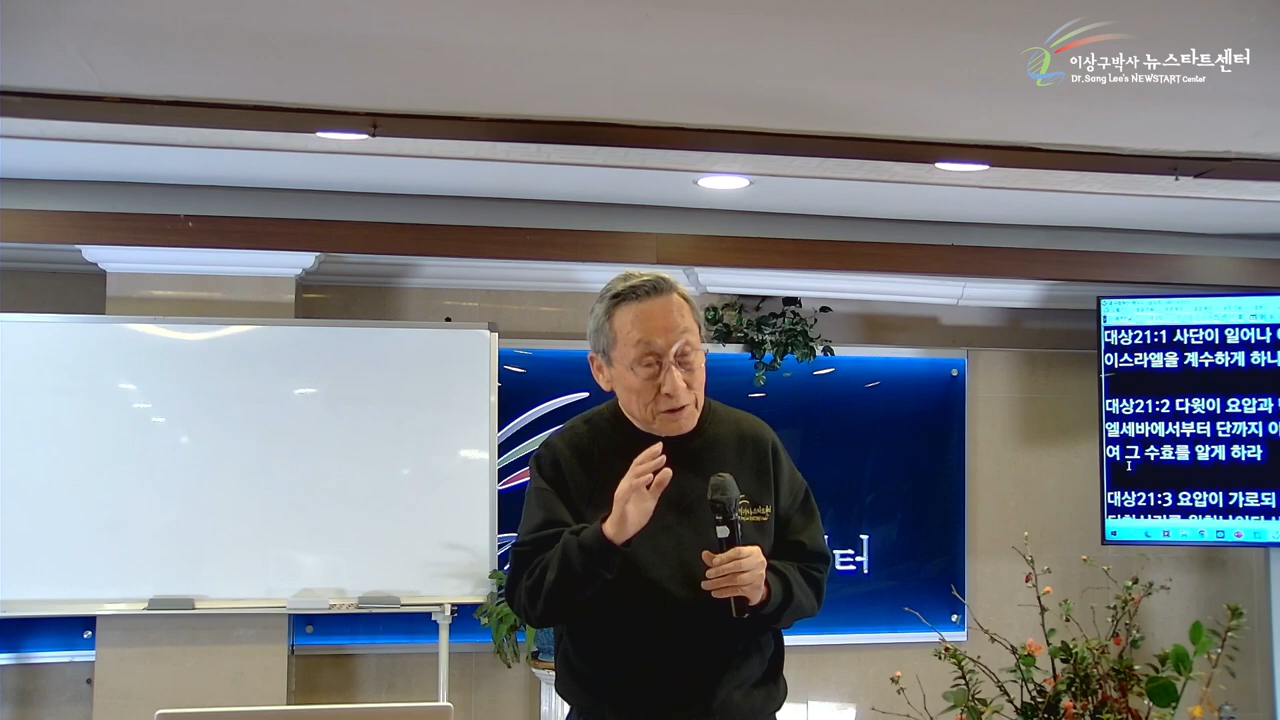 이상구박사 뉴스타트센터
Dr.Sang Lee's NEWSTART Center
대상21:1 사단이 일어나
이스라엘을 계수하게 하니
대상21:2 다윗이 요압과
엘세바에서부터 단까지
여 그 수효를 알게 하라
대상21:3 요압이 가로되
터